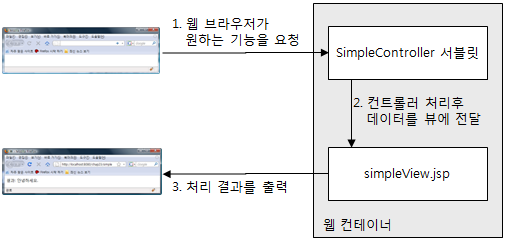 1. 웹 브라우저가
원하는 기능을 요청
SimpleController 서블릿
2. 컨트롤러 처리후
데이터를 뷰에 전달
simpleView.jsp
3. 처리 결과를 출력
웹 컨테이너